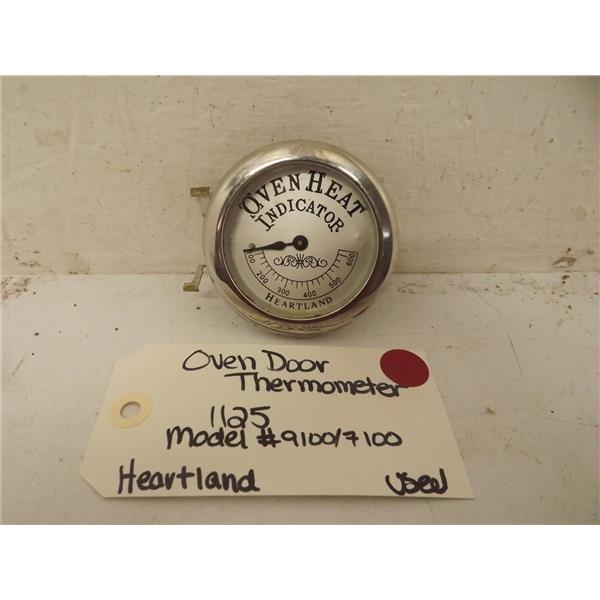 OVEN HEAT
INDICATOR
100 200 300 400 500 600
HEARTLAND
Oven Door
Thermometer
1125
Model #9100/7100
Heartland
Used